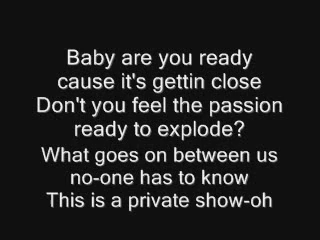 Baby are you ready
cause it's gettin close
Don't you feel the passion
ready to explode?
What goes on between us
no-one has to know
This is a private show-oh